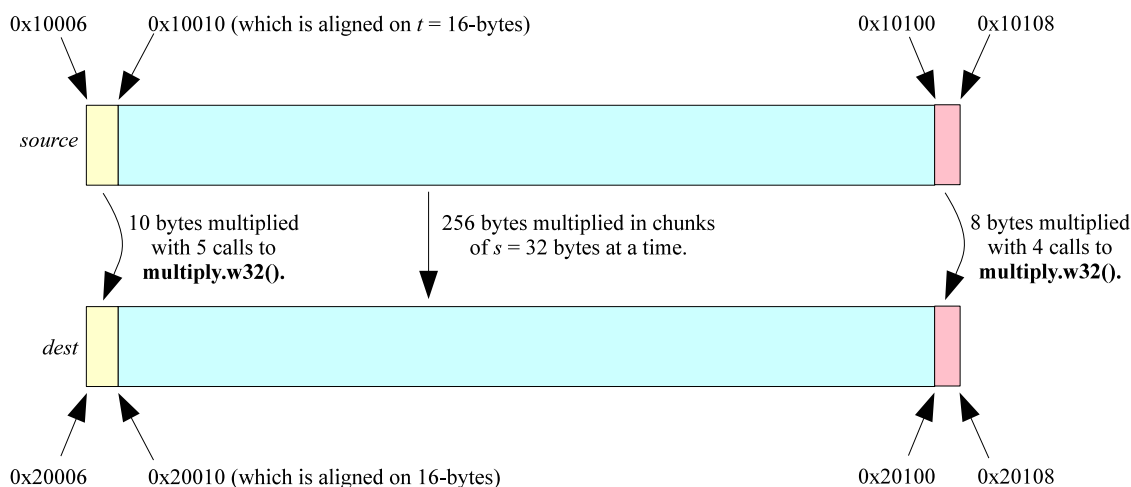 0x10006
0x10010 (which is aligned on t = 16-bytes)
0x10100
0x10108
source
10 bytes multiplied
with 5 calls to
multiply.w32().
256 bytes multiplied in chunks
of s = 32 bytes at a time.
8 bytes multiplied
with 4 calls to
multiply.w32().
dest
0x20006
0x20010 (which is aligned on 16-bytes)
0x20100
0x20108